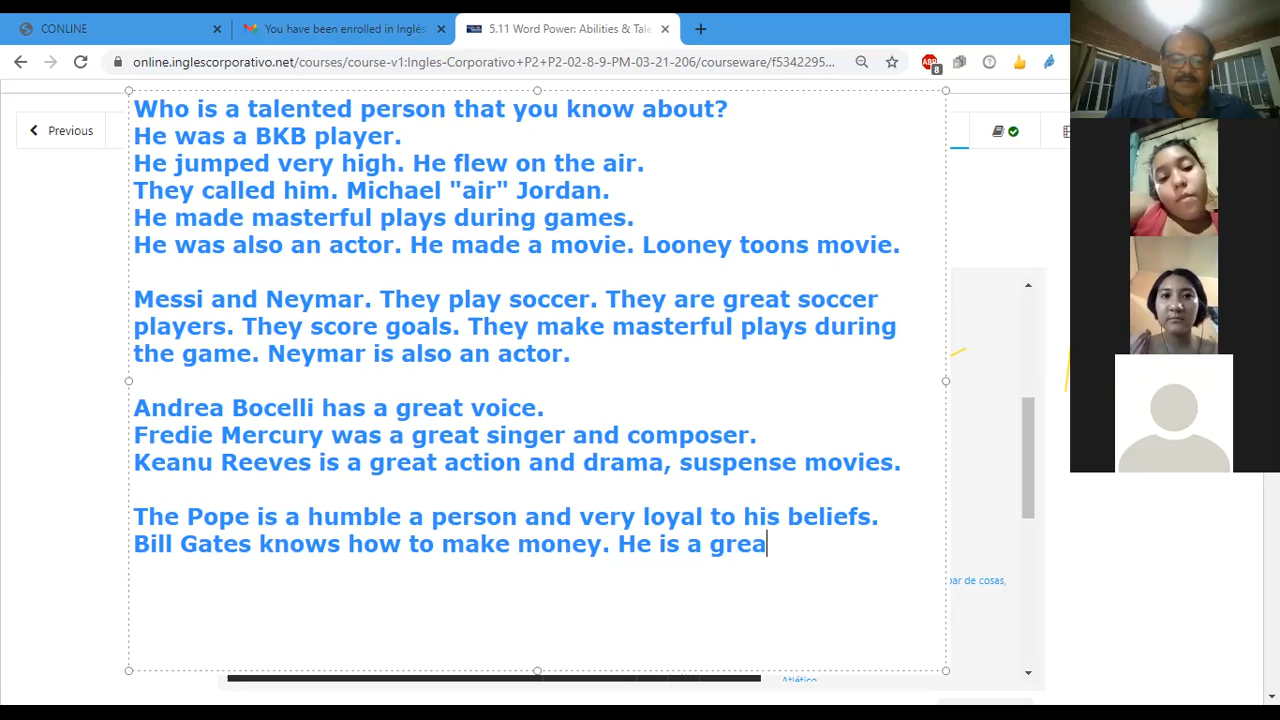 CONLINE
You have been enrolled in Inglés
5.11 Word Power: Abilities & Tale
online.inglescorporativo.net/courses/course-v1:Ingles-Corporativo+P2+P2-02-8-9-PM-03-21-206/courseware/f5342295...
ABP
8
Previous
Who is a talented person that you know about?
He was a BKB player.
He jumped very high. He flew on the air.
They called him. Michael "air" Jordan.
He made masterful plays during games.
He was also an actor. He made a movie. Looney toons movie.
Messi and Neymar. They play soccer. They are great soccer
players. They score goals. They make masterful plays during
the game. Neymar is also an actor.
Andrea Bocelli has a great voice.
Fredie Mercury was a great singer and composer.
Keanu Reeves is a great action and drama, suspense movies.
The Pope is a humble a person and very loyal to his beliefs.
Bill Gates knows how to make money. He is a grea
bar de cosas,
Atlético